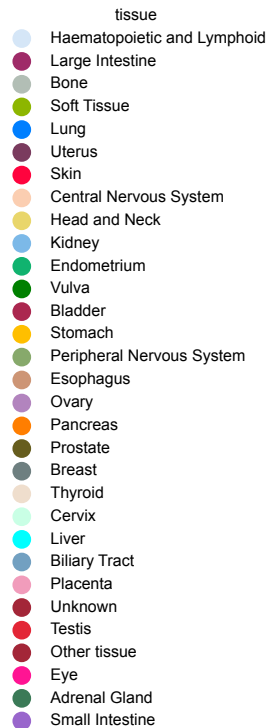 tissue
Haematopoietic and Lymphoid
Large Intestine
Bone
Soft Tissue
Lung
Uterus
Skin
Central Nervous System
Head and Neck
Kidney
Endometrium
Vulva
Bladder
Stomach
Peripheral Nervous System
Esophagus
Ovary
Pancreas
Prostate
Breast
Thyroid
Cervix
Liver
Biliary Tract
Placenta
Unknown
Testis
Other tissue
Eye
Adrenal Gland
Small Intestine